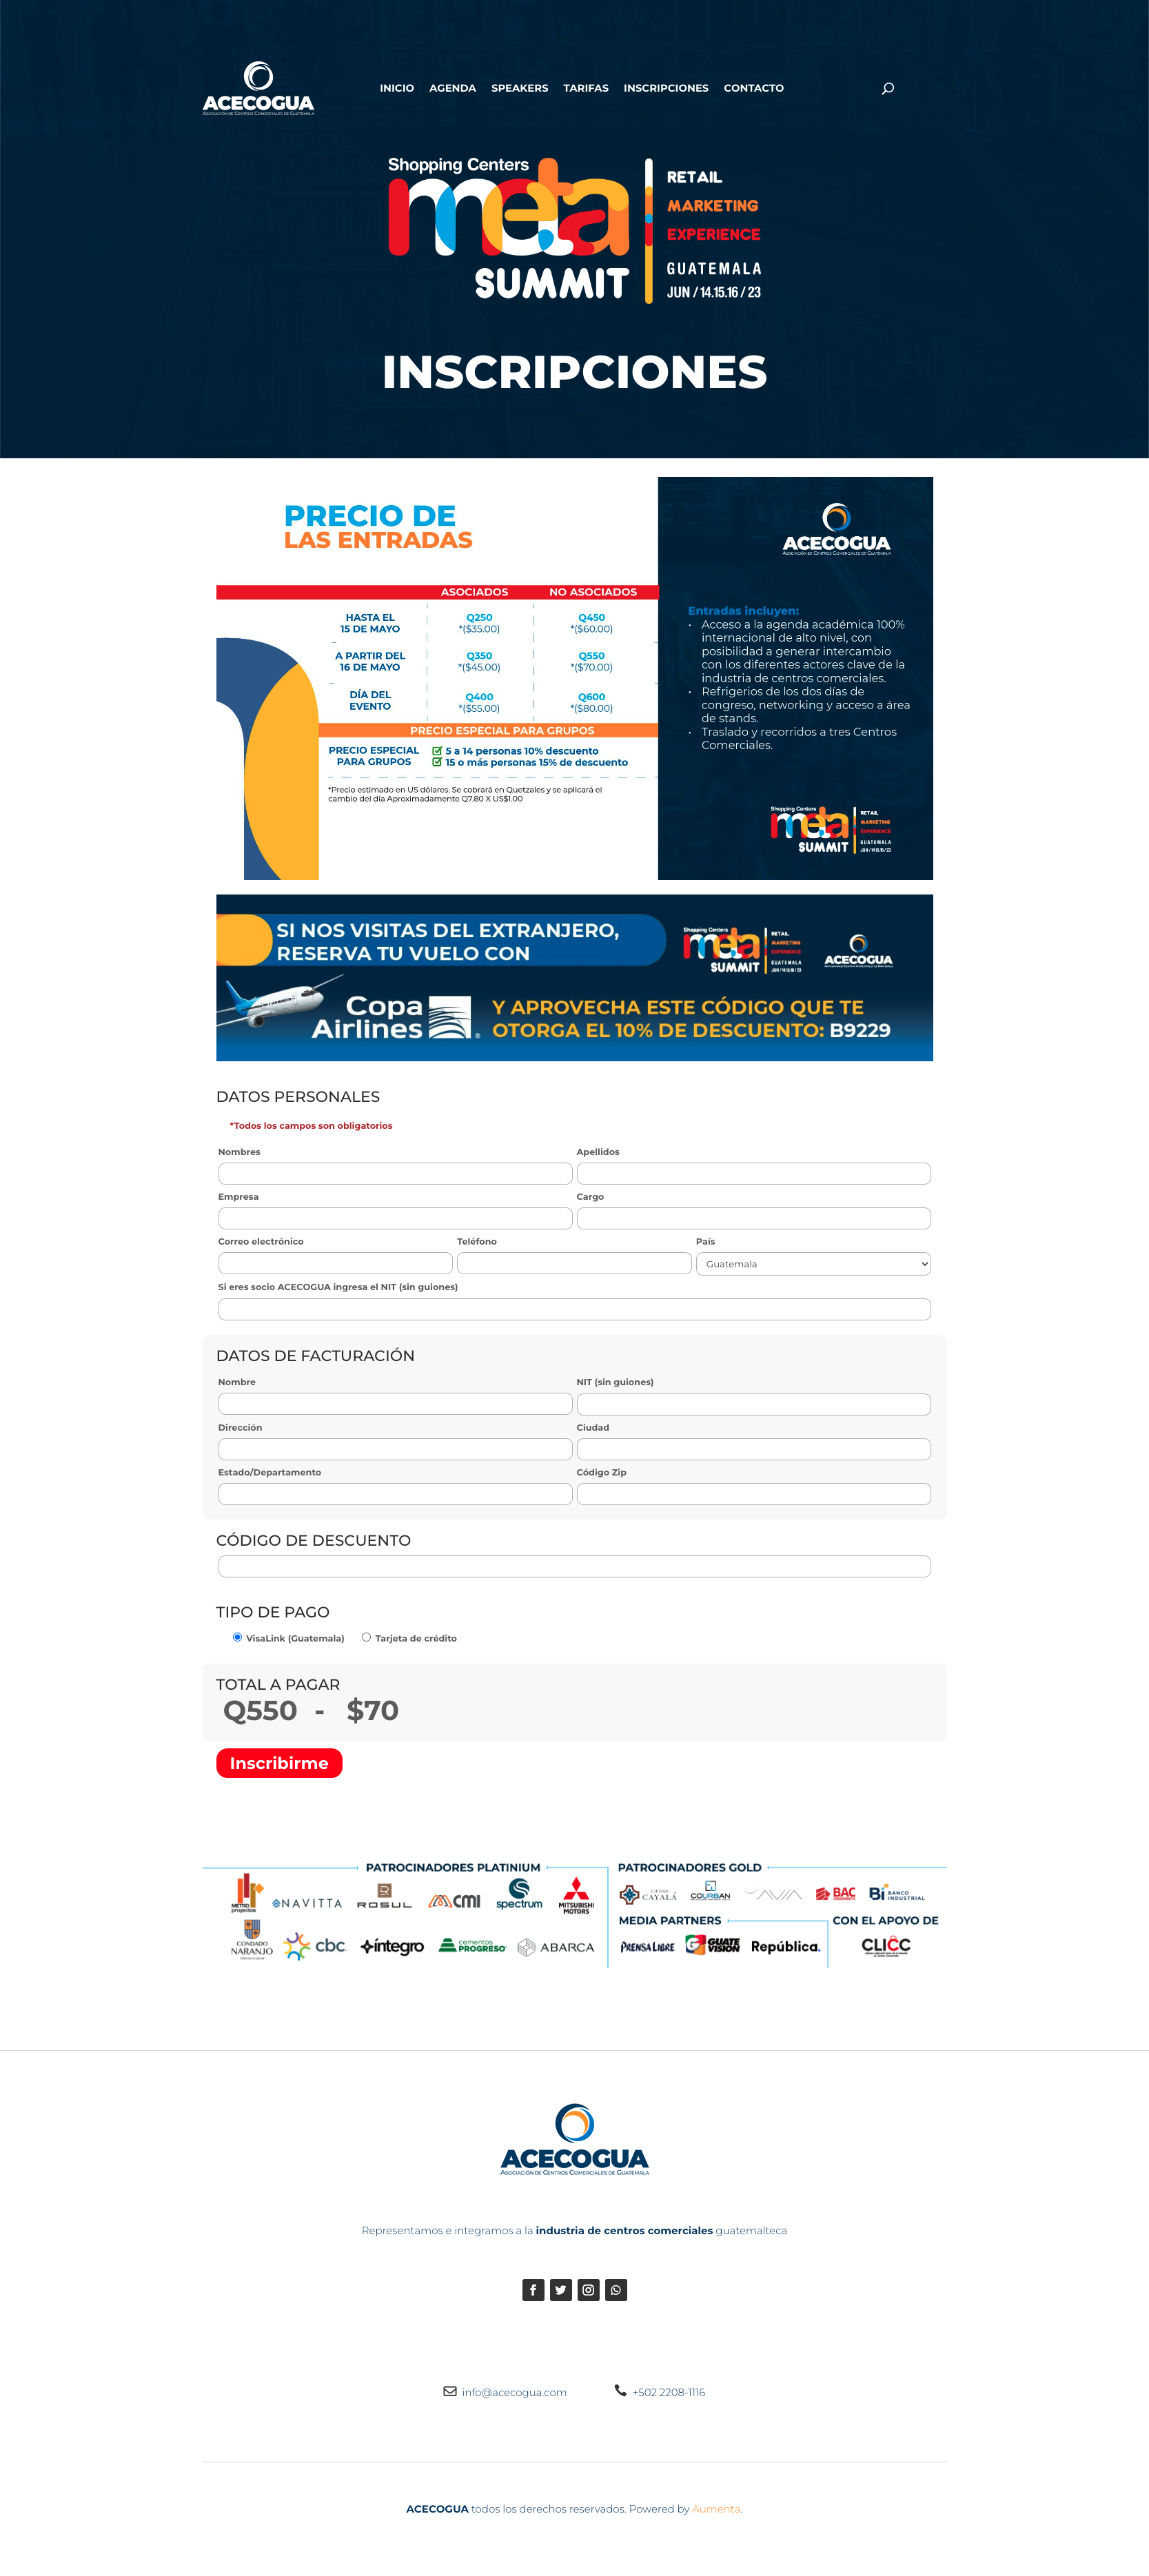 ACECOGUA
ASOCIACIÓN DE CENTROS COMERCIALES DE GUATEMALA
INICIO AGENDA SPEAKERS TARIFAS INSCRIPCIONES CONTACTO
Shopping Centers
meta
SUMMIT
RETAIL
MARKETING
EXPERIENCE
GUATEMALA
JUN / 14.15.16 / 23
INSCRIPCIONES
PRECIO DE
LAS ENTRADAS
ASOCIADOS NO ASOCIADOS
HASTA EL
15 DE MAYO
Q250
*($35.00)
Q450
*($60.00)
A PARTIR DEL
16 DE MAYO
Q350
*($45.00)
Q550
*($70.00)
DÍA DEL
EVENTO
Q400
*($55.00)
Q600
*($80.00)
PRECIO ESPECIAL PARA GRUPOS
PRECIO ESPECIAL
PARA GRUPOS
5 a 14 personas 10% descuento
15 o más personas 15% de descuento
*Precio estimado en US dólares. Se cobrará en Quetzales y se aplicará el
cambio del día Aproximadamente Q7.80 X US$1.00
ACECOGUA
ASOCIACIÓN DE CENTROS COMERCIALES DE GUATEMALA
Entradas incluyen:
• Acceso a la agenda académica 100%
internacional de alto nivel, con
posibilidad a generar intercambio
con los diferentes actores clave de la
industria de centros comerciales.
• Refrigerios de los dos días de
congreso, networking y acceso a área
de stands.
• Traslado y recorridos a tres Centros
Comerciales.
Shopping Centers
meta
SUMMIT
RETAIL
MARKETING
EXPERIENCE
GUATEMALA
JUN / 14.15.16 / 23
SI NOS VISITAS DEL EXTRANJERO,
RESERVA TU VUELO CON
Shopping Centers
meta
SUMMIT
RETAIL
MARKETING
EXPERIENCE
GUATEMALA
JUN / 14.15.16 / 23
ACECOGUA
Copa
Airlines
Y APROVECHA ESTE CÓDIGO QUE TE
OTORGA EL 10% DE DESCUENTO: B9229
DATOS PERSONALES
*Todos los campos son obligatorios
Nombres Apellidos
Empresa Cargo
Correo electrónico Teléfono País
Guatemala
Si eres socio ACECOGUA ingresa el NIT (sin guiones)
DATOS DE FACTURACIÓN
Nombre NIT (sin guiones)
Dirección Ciudad
Estado/Departamento Código Zip
CÓDIGO DE DESCUENTO
TIPO DE PAGO
VisaLink (Guatemala) Tarjeta de crédito
TOTAL A PAGAR
Q550 - $70
Inscribirme
PATROCINADORES PLATINIUM
METRO
proyectos
NAVITTA
ROSUL
CMI
spectrum
MITSUBISHI
MOTORS
CONDADO
NARANJO
cbc
íntegro
cementos
PROGRESO
ABARCA
PATROCINADORES GOLD
CIUDAD
CAYALÁ
COURBAN
BAC
Bi BANCO
INDUSTRIAL
MEDIA PARTNERS
PRENSA LIBRE
GUATE
VISION
República.
CON EL APOYO DE
CLICC
ACECOGUA
ASOCIACIÓN DE CENTROS COMERCIALES DE GUATEMALA
Representamos e integramos a la industria de centros comerciales guatemalteca
info@acecogua.com
+502 2208-1116
ACECOGUA todos los derechos reservados. Powered by Aumenta.